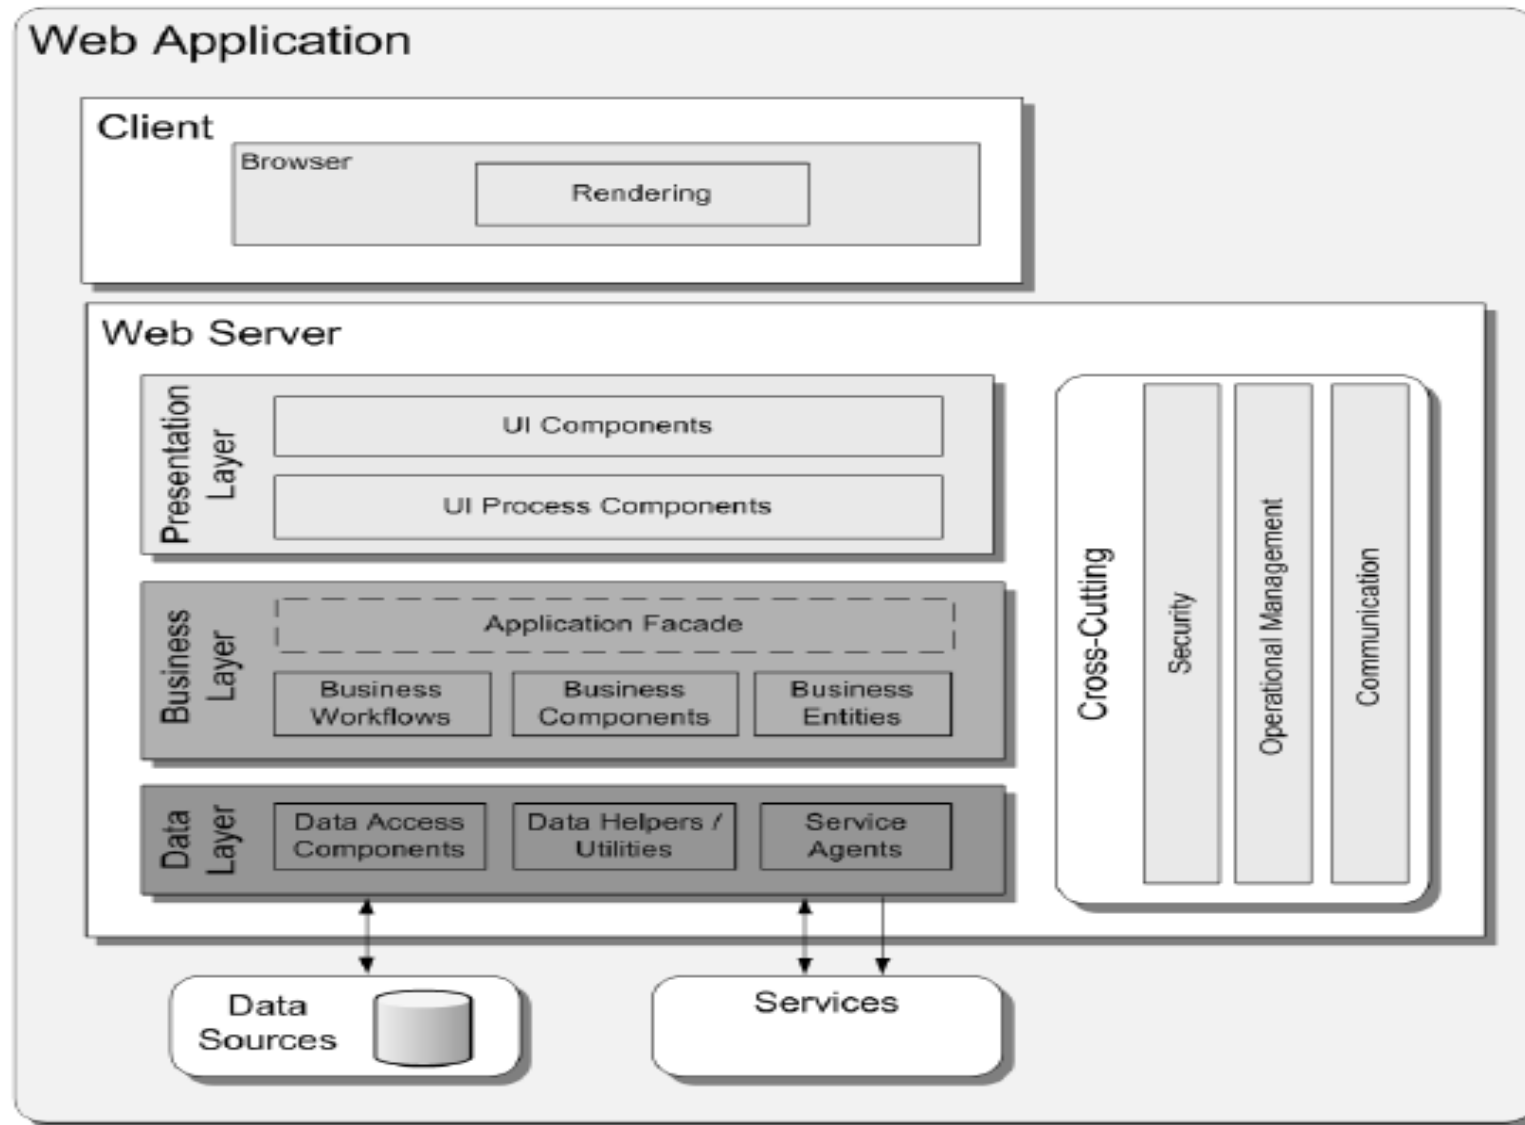 Web Application
Client
Browser
Rendering
Web Server
Presentation
Layer
UI Components
UI Process Components
Business
Layer
Application Facade
Business
Workflows
Business
Components
Business
Entities
Data
Layer
Data Access
Components
Data Helpers /
Utilities
Service
Agents
Cross-Cutting
Security
Operational Management
Communication
Data
Sources
Services